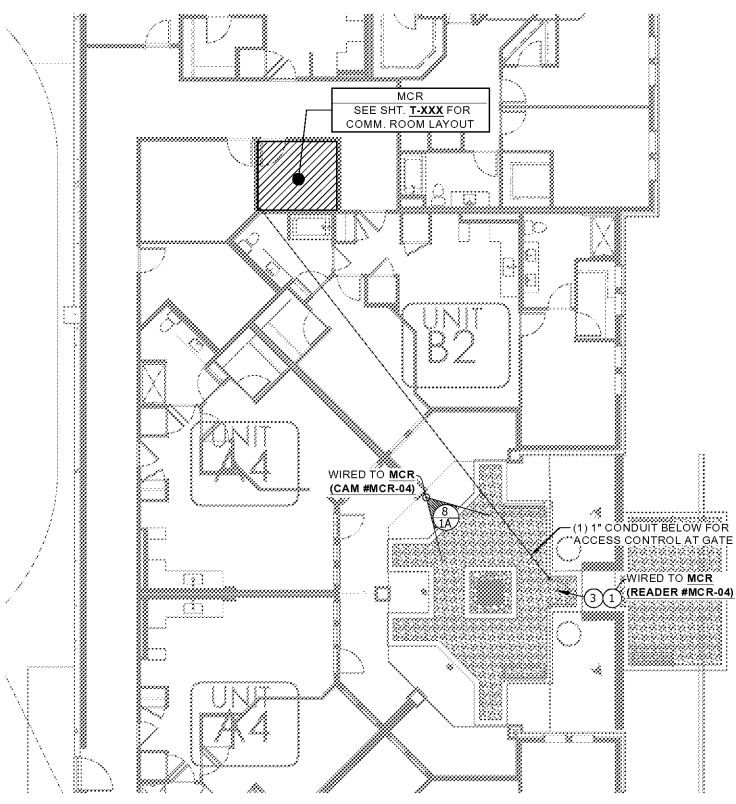 MCR
SEE SHT. T-XXX FOR
COMM. ROOM LAYOUT
UNIT
B2
UNIT
A4
WIRED TO MCR
(CAM #MCR-04)
8
1A
(1) 1" CONDUIT BELOW FOR
ACCESS CONTROL AT GATE
WIRED TO MCR
(READER #MCR-04)
3 1
UNIT
A4